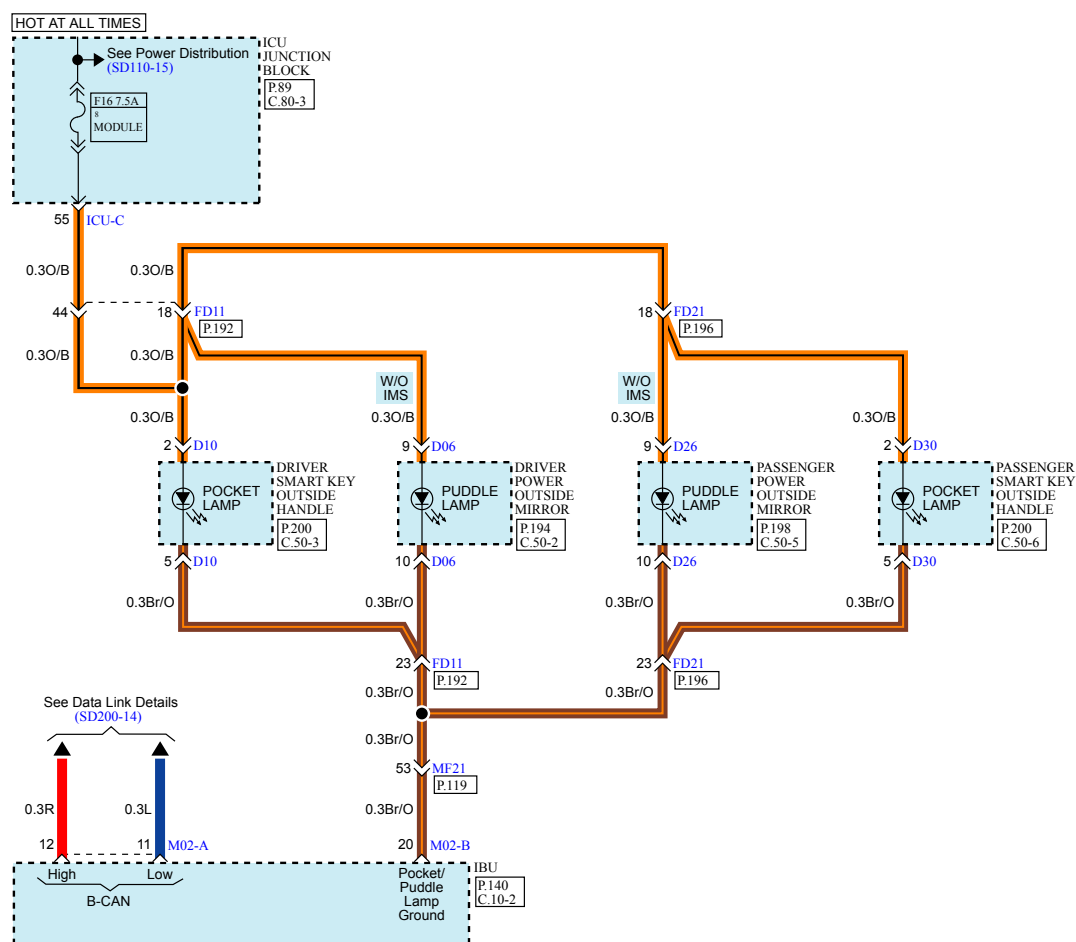 HOT AT ALL TIMES
See Power Distribution
(SD110-15)
ICU
JUNCTION
BLOCK
P.89
C.80-3
F16 7.5A
8
MODULE
55 ICU-C
0.3O/B
0.3O/B
44
18 FD11
P.192
18 FD21
P.196
0.3O/B
0.3O/B
W/O
IMS
W/O
IMS
0.3O/B
0.3O/B
0.3O/B
0.3O/B
2 D10
9 D06
9 D26
2 D30
POCKET
LAMP
DRIVER
SMART KEY
OUTSIDE
HANDLE
P.200
C.50-3
PUDDLE
LAMP
DRIVER
POWER
OUTSIDE
MIRROR
P.194
C.50-2
PUDDLE
LAMP
PASSENGER
POWER
OUTSIDE
MIRROR
P.198
C.50-5
POCKET
LAMP
PASSENGER
SMART KEY
OUTSIDE
HANDLE
P.200
C.50-6
5 D10
10 D06
10 D26
5 D30
0.3Br/O
0.3Br/O
0.3Br/O
0.3Br/O
23 FD11
P.192
23 FD21
P.196
0.3Br/O
0.3Br/O
See Data Link Details
(SD200-14)
0.3Br/O
53 MF21
P.119
0.3R
0.3L
0.3Br/O
12
11 M02-A
20 M02-B
High
Low
B-CAN
Pocket/
Puddle
Lamp
Ground
IBU
P.140
C.10-2